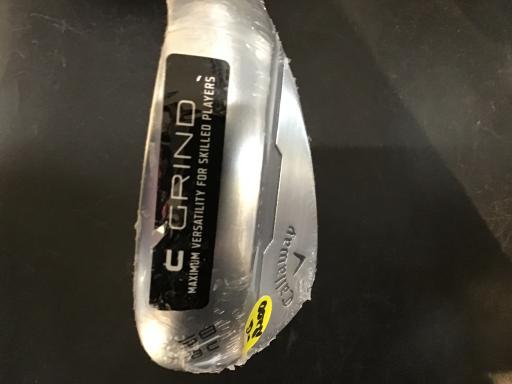 C GRIND
MAXIMUM VERSATILITY FOR SKILLED PLAYERS
Callaway